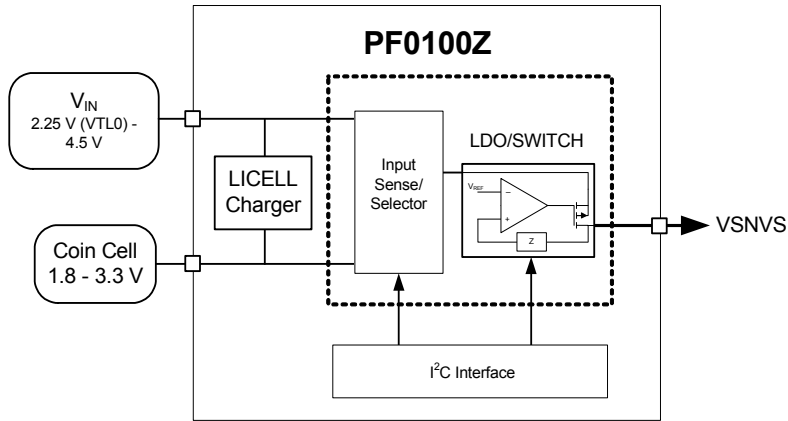 PF0100Z
VIN
2.25 V (VTL0) -
4.5 V
LICELL
Charger
Input
Sense/
Selector
LDO/SWITCH
VREF
−
+
Z
VSNVS
Coin Cell
1.8 - 3.3 V
I2C Interface